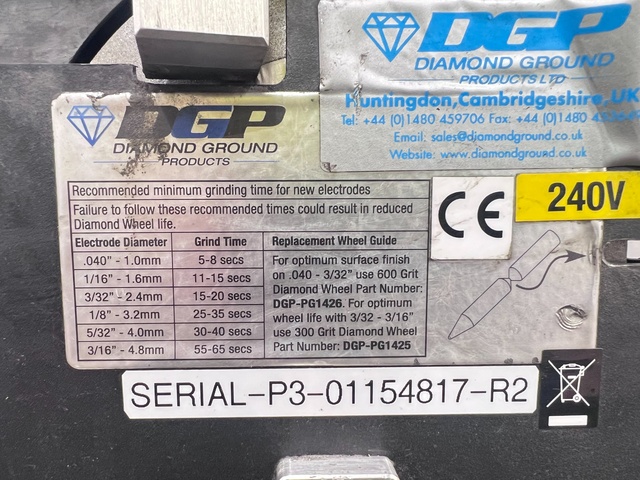 DGP
DIAMOND GROUND
PRODUCTS LTD
Huntingdon,Cambridgeshire,UK
Tel: +44 (0)1480 459706 Fax: +44 (0)1480
Email: sales@diamondground.co.uk
Website: www.diamondground.co.uk
DGP
DIAMOND GROUND
PRODUCTS
Recommended minimum grinding time for new electrodes
Failure to follow these recommended times could result in reduced
Diamond Wheel life.
Electrode Diameter Grind Time Replacement Wheel Guide
.040" - 1.0mm 5-8 secs
1/16" - 1.6mm 11-15 secs
3/32" - 2.4mm 15-20 secs
1/8" - 3.2mm 25-35 secs
5/32" - 4.0mm 30-40 secs
3/16" - 4.8mm 55-65 secs
For optimum surface finish
on .040 - 3/32" use 600 Grit
Diamond Wheel Part Number:
DGP-PG1426. For optimum
wheel life with 3/32 - 3/16"
use 300 Grit Diamond Wheel
Part Number: DGP-PG1425
CE
240V
SERIAL-P3-01154817-R2